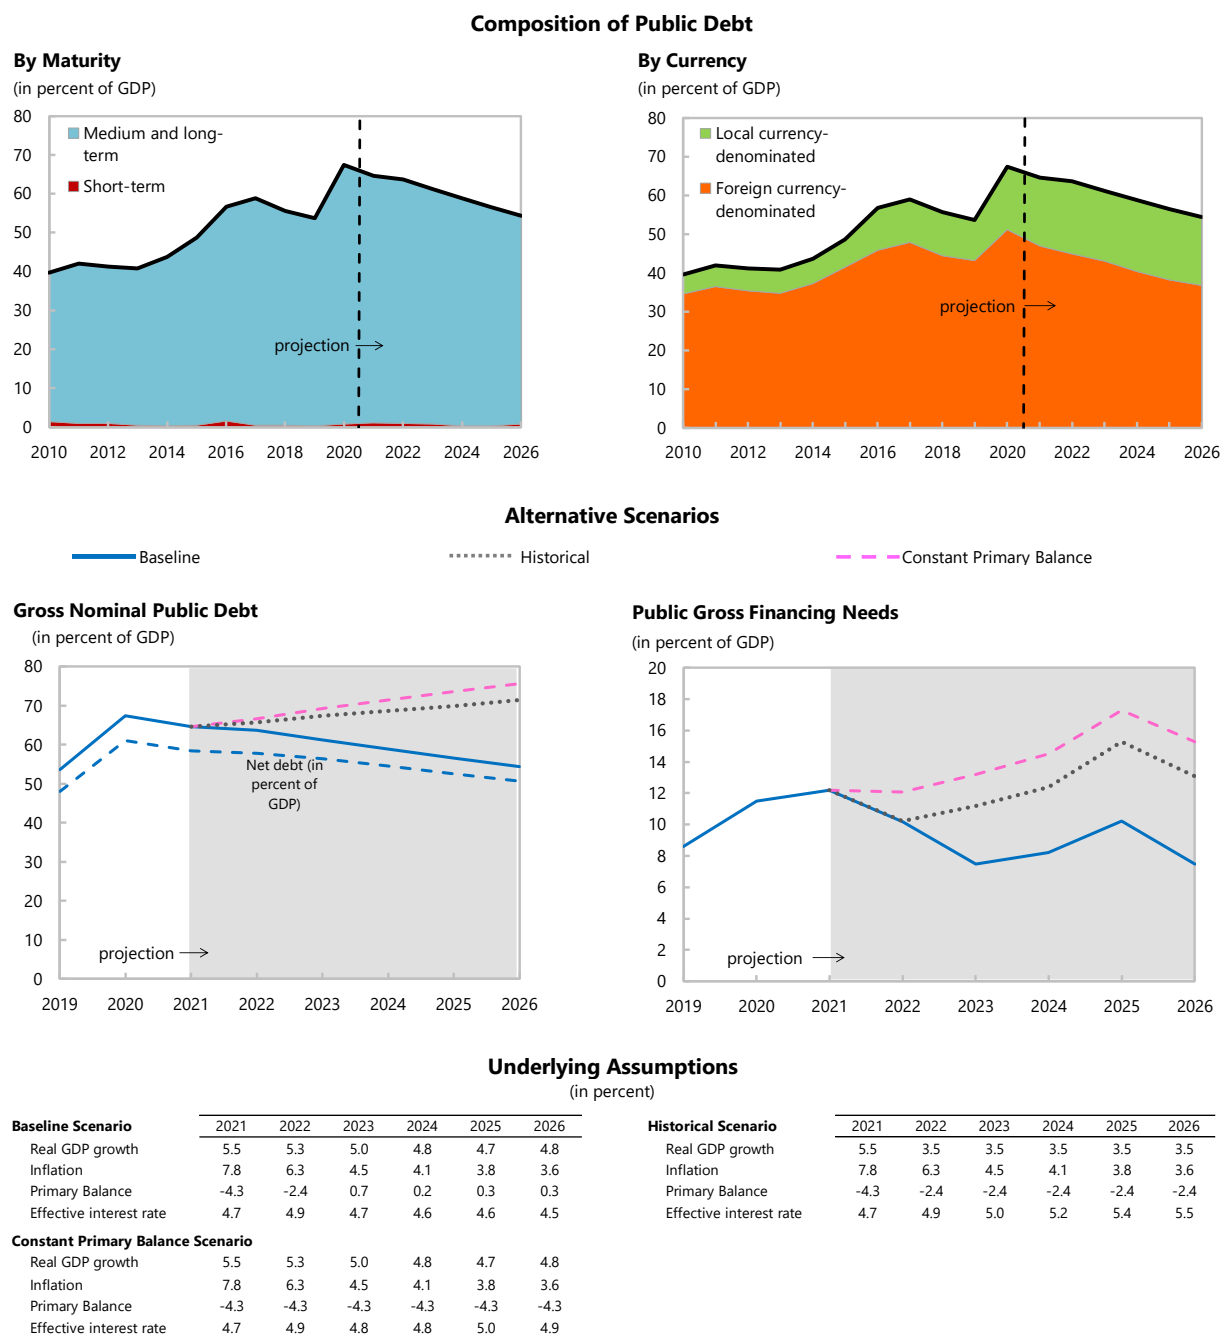 Composition of Public Debt
By Maturity
(in percent of GDP)
80
70
60
50
40
30
20
10
0
Medium and long-
term
Short-term
projection
2010 2012 2014 2016 2018 2020 2022 2024 2026
By Currency
(in percent of GDP)
80
70
60
50
40
30
20
10
0
Local currency-
denominated
Foreign currency-
denominated
projection
2010 2012 2014 2016 2018 2020 2022 2024 2026
Alternative Scenarios
Baseline Historical Constant Primary Balance
Gross Nominal Public Debt
(in percent of GDP)
80
70
60
50
40
30
20
10
0
Net debt (in
percent of
GDP)
projection
2019 2020 2021 2022 2023 2024 2025 2026
Public Gross Financing Needs
(in percent of GDP)
20
18
16
14
12
10
8
6
4
2
0
projection
2019 2020 2021 2022 2023 2024 2025 2026
Underlying Assumptions
(in percent)
Baseline Scenario 2021 2022 2023 2024 2025 2026
Real GDP growth 5.5 5.3 5.0 4.8 4.7 4.8
Inflation 7.8 6.3 4.5 4.1 3.8 3.6
Primary Balance -4.3 -2.4 0.7 0.2 0.3 0.3
Effective interest rate 4.7 4.9 4.7 4.6 4.6 4.5
Constant Primary Balance Scenario
Real GDP growth 5.5 5.3 5.0 4.8 4.7 4.8
Inflation 7.8 6.3 4.5 4.1 3.8 3.6
Primary Balance -4.3 -4.3 -4.3 -4.3 -4.3 -4.3
Effective interest rate 4.7 4.9 4.8 4.8 5.0 4.9
Historical Scenario 2021 2022 2023 2024 2025 2026
Real GDP growth 5.5 3.5 3.5 3.5 3.5 3.5
Inflation 7.8 6.3 4.5 4.1 3.8 3.6
Primary Balance -4.3 -2.4 -2.4 -2.4 -2.4 -2.4
Effective interest rate 4.7 4.9 5.0 5.2 5.4 5.5